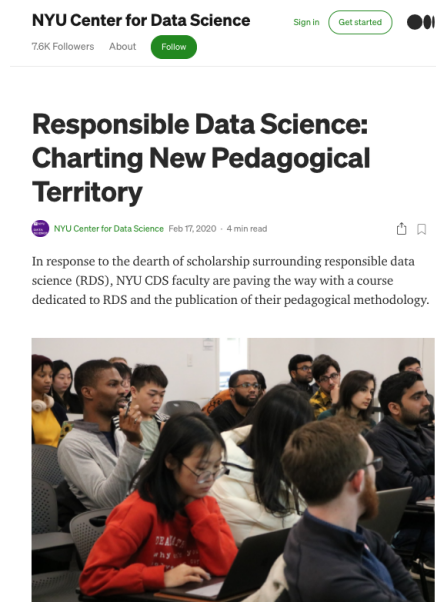 NYU Center for Data Science
Sign in
Get started
7.6K Followers
About
Follow
Responsible Data Science:
Charting New Pedagogical
Territory
NYU Center for Data Science Feb 17, 2020 · 4 min read
In response to the dearth of scholarship surrounding responsible data
science (RDS), NYU CDS faculty are paving the way with a course
dedicated to RDS and the publication of their pedagogical methodology.